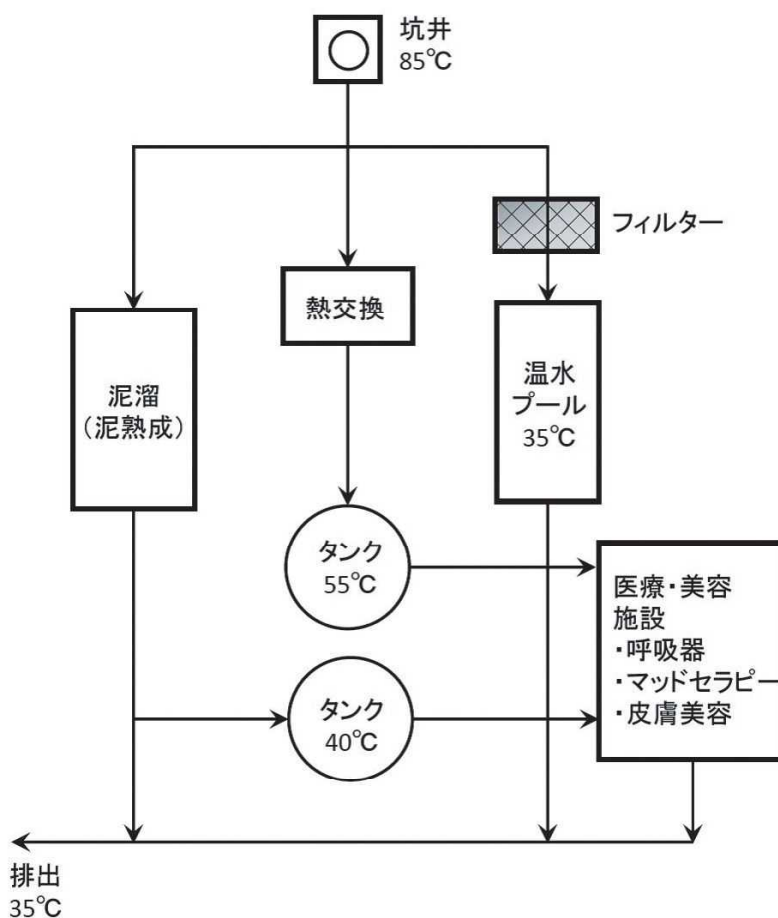 坑井
85℃
フィルター
熱交換
泥溜
（泥熟成）
温水
プール
35℃
タンク
55℃
医療・美容
施設
・呼吸器
・マッドセラピー
・皮膚美容
タンク
40℃
排出
35℃